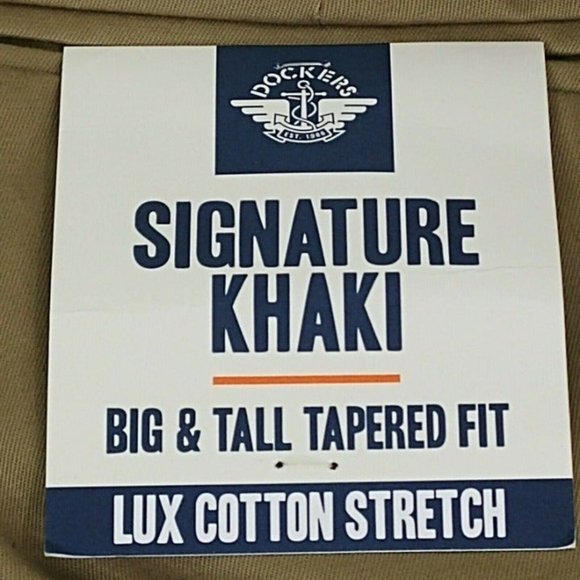 DOCKERS
EST. 1986
SIGNATURE
KHAKI
BIG & TALL TAPERED FIT
LUX COTTON STRETCH